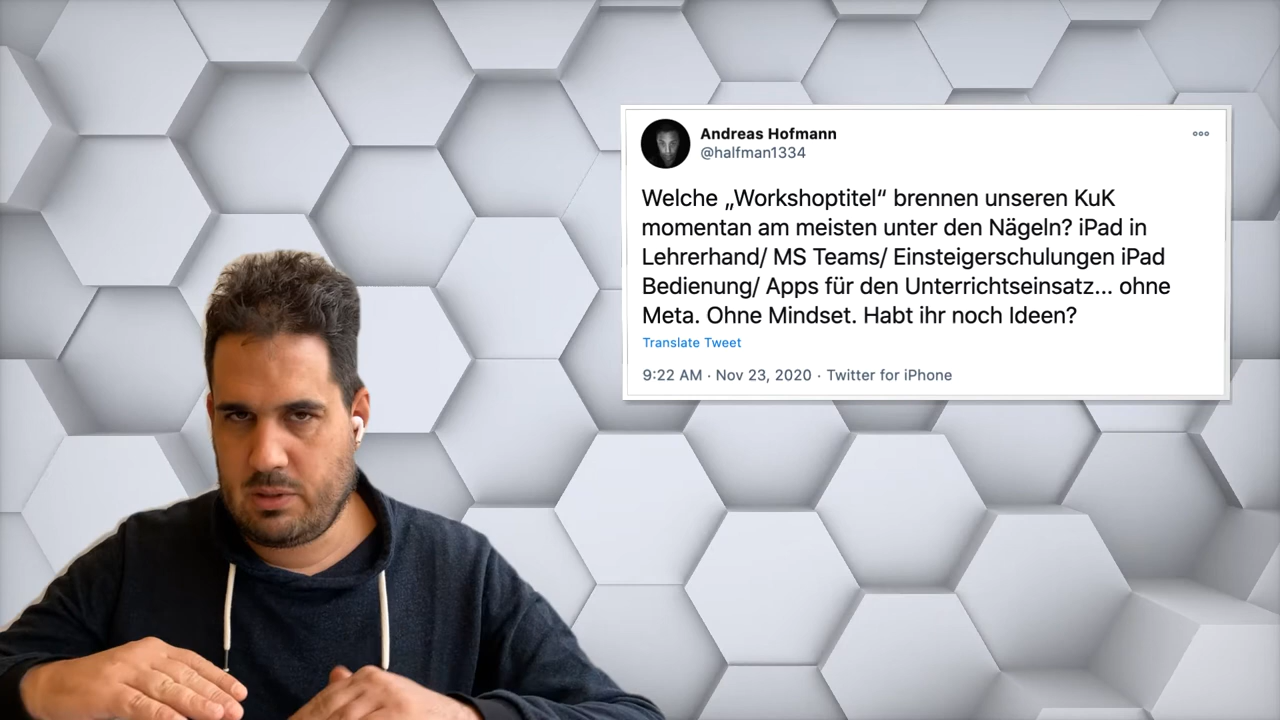 Andreas Hofmann
@halfman1334
Welche „Workshoptitel“ brennen unseren KuK
momentan am meisten unter den Nägeln? iPad in
Lehrerhand/ MS Teams/ Einsteigerschulungen iPad
Bedienung/ Apps für den Unterrichtseinsatz... ohne
Meta. Ohne Mindset. Habt ihr noch Ideen?
Translate Tweet
9:22 AM · Nov 23, 2020 · Twitter for iPhone